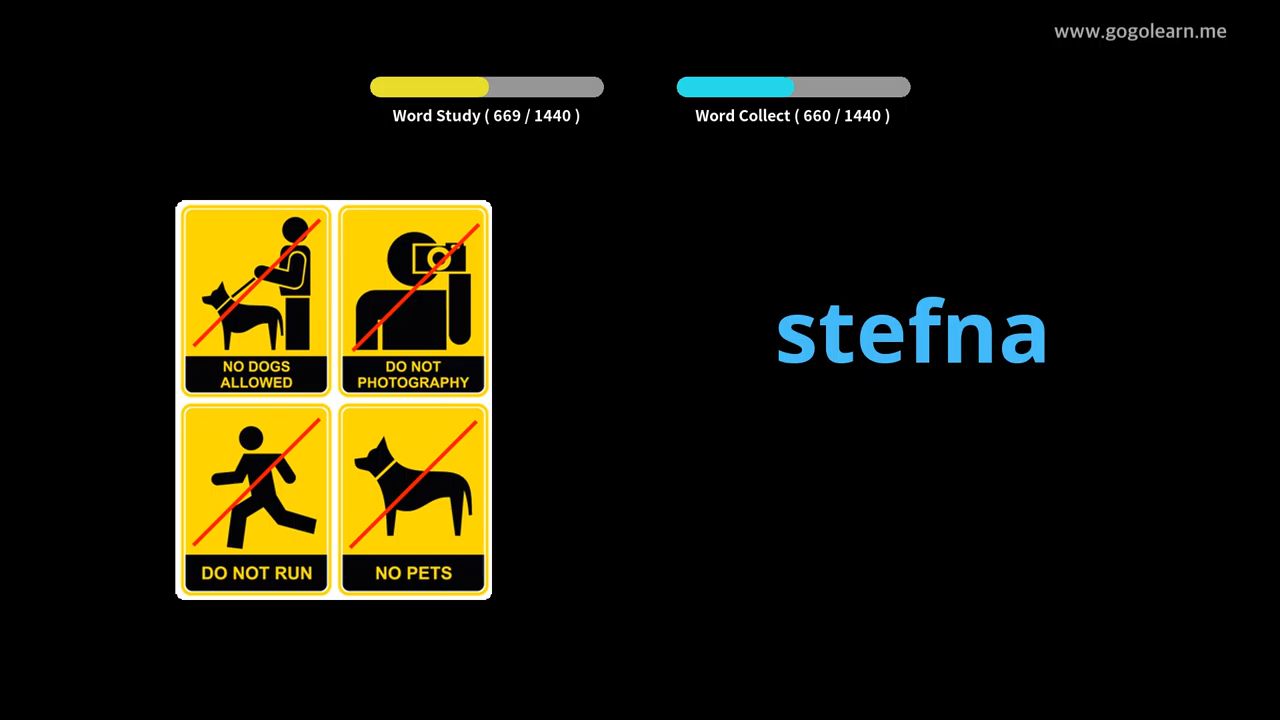 www.gogolearn.me
Word Study ( 669 / 1440 )
Word Collect ( 660 / 1440 )
NO DOGS
ALLOWED
DO NOT
PHOTOGRAPHY
DO NOT RUN
NO PETS
stefna